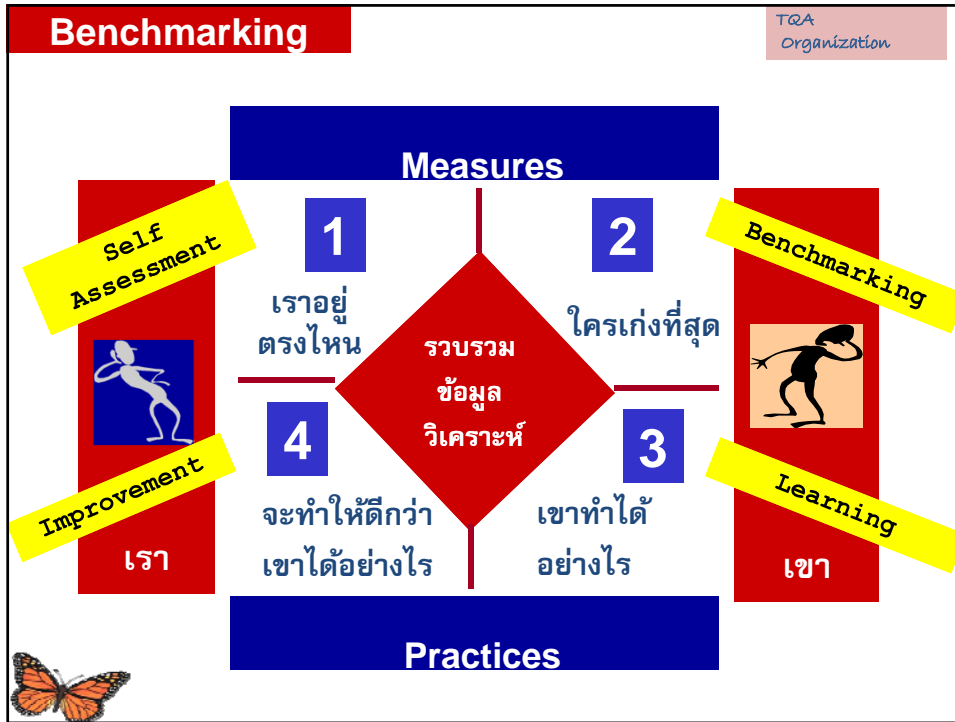 Benchmarking
TQA
Organization
Measures
Self
Assessment
1
เราอยู่
ตรงไหน
2
ใครเก่งที่สุด
Benchmarking
รวบรวม
ข้อมูล
วิเคราะห์
Improvement
เรา
4
จะทำให้ดีกว่า
เขาได้อย่างไร
3
เขาทำได้
อย่างไร
Learning
เขา
Practices